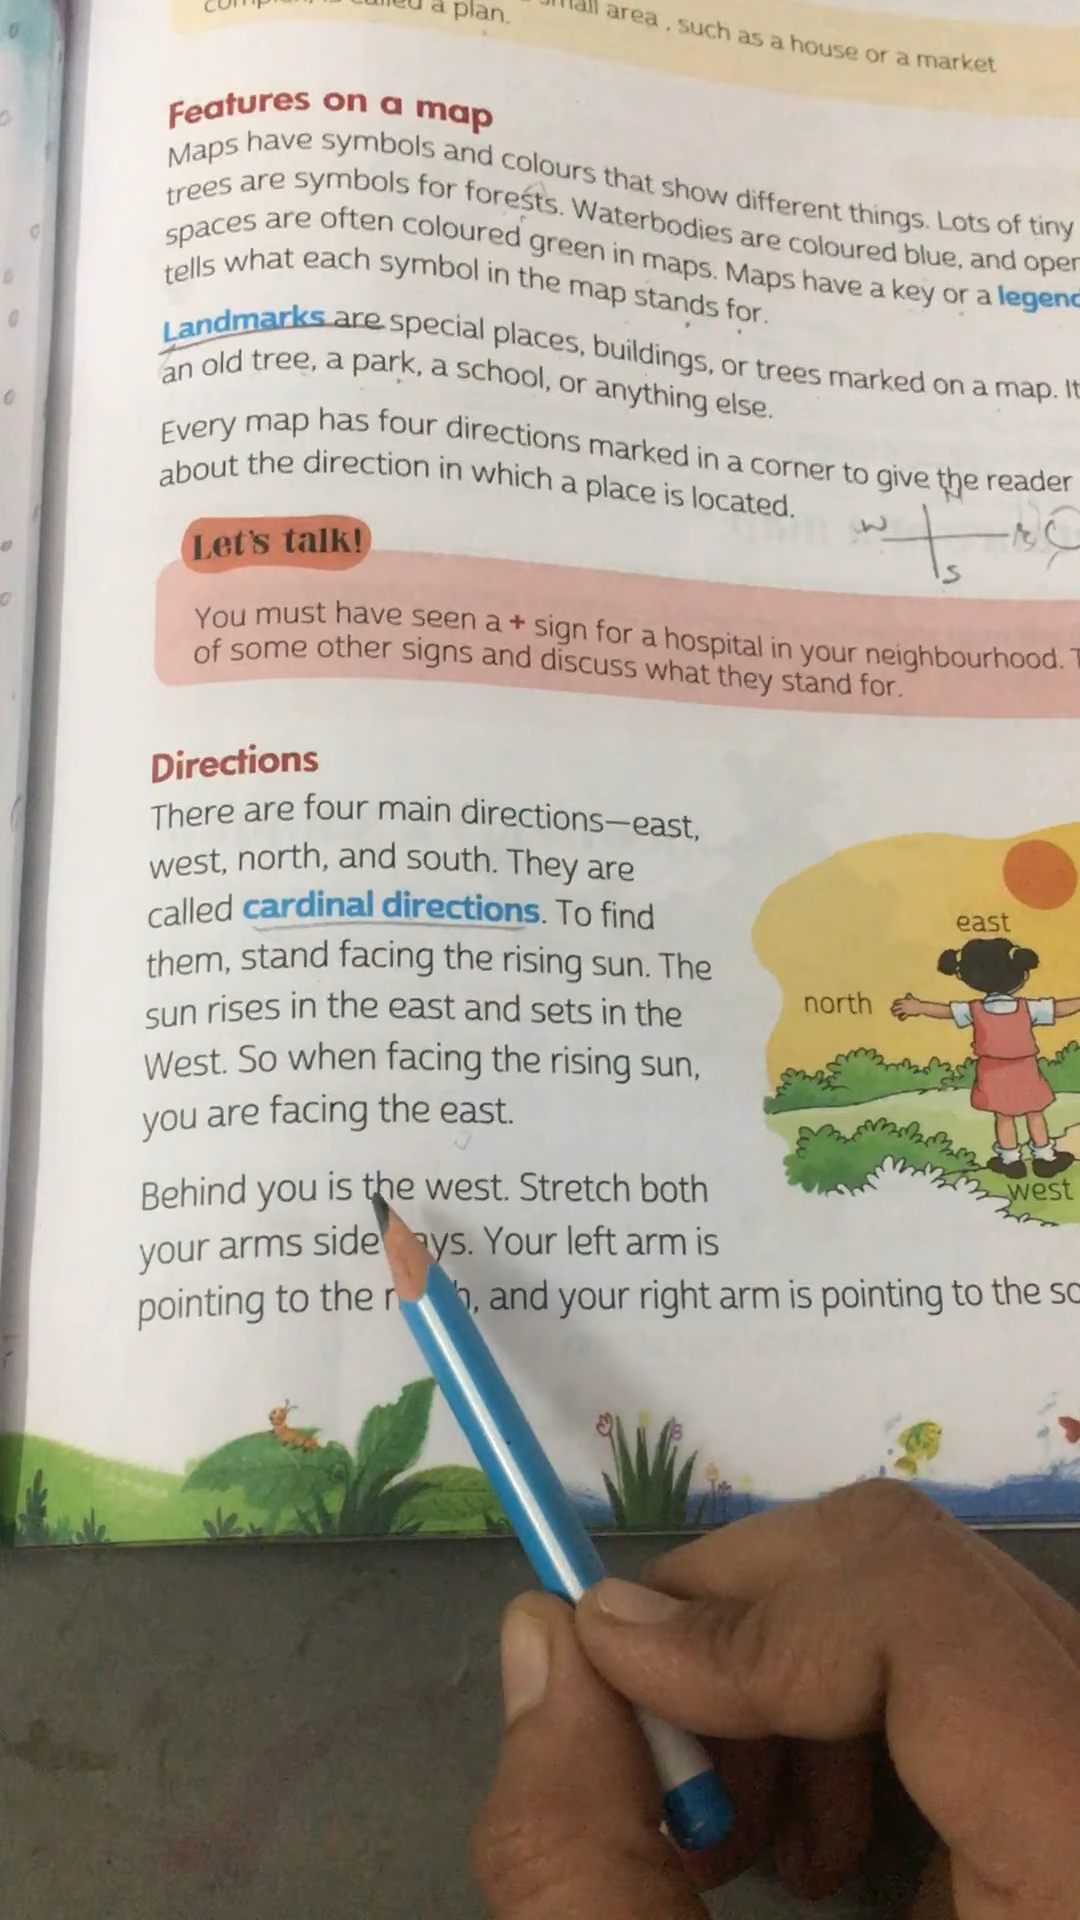 called a plan.
small area, such as a house or a market
Features on a map
Maps have symbols and colours that show different things. Lots of tiny
trees are symbols for forests. Waterbodies are coloured blue, and open
spaces are often coloured green in maps. Maps have a key or a legend
tells what each symbol in the map stands for.
Landmarks are special places, buildings, or trees marked on a map. It
an old tree, a park, a school, or anything else.
Every map has four directions marked in a corner to give the reader
about the direction in which a place is located.
N
W
S
Let's talk!
You must have seen a + sign for a hospital in your neighbourhood.
of some other signs and discuss what they stand for.
Directions
There are four main directions—east,
west, north, and south. They are
called cardinal directions. To find
them, stand facing the rising sun. The
sun rises in the east and sets in the
West. So when facing the rising sun,
you are facing the east.
east
north
west
Behind you is the west. Stretch both
your arms sideways. Your left arm is
pointing to the north, and your right arm is pointing to the